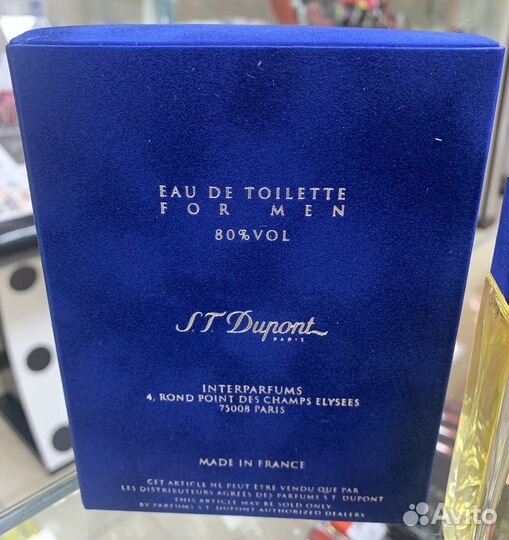 EAU DE TOILETTE
FOR MEN
80%VOL
S.T. Dupont
PARIS
INTERPARFUMS
4, ROND POINT DES CHAMPS ELYSEES
75008 PARIS
MADE IN FRANCE
CET ARTICLE NE PEUT ÊTRE VENDU QUE PAR
LES DISTRIBUTEURS AGREES DES PARFUMS S.T. DUPONT
THIS ARTICLE MAY BE SOLD ONLY
BY PARFUMS S.T. DUPONT AUTHORIZED DEALERS
Avito